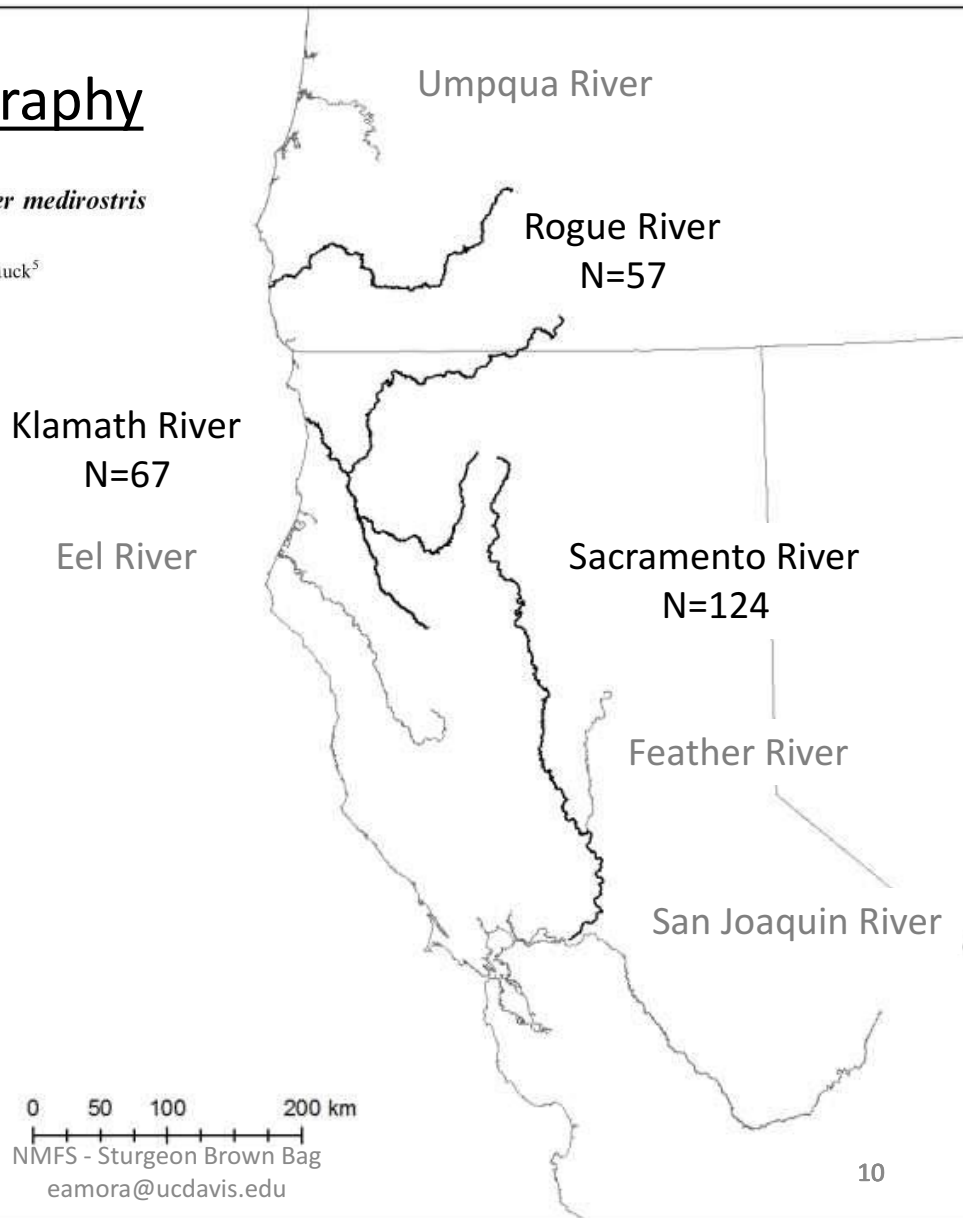 raphy
er medirostris
uck5
Umpqua River
Rogue River
N=57
Klamath River
N=67
Eel River
Sacramento River
N=124
Feather River
San Joaquin River
0 50 100 200 km
NMFS - Sturgeon Brown Bag
eamora@ucdavis.edu
10